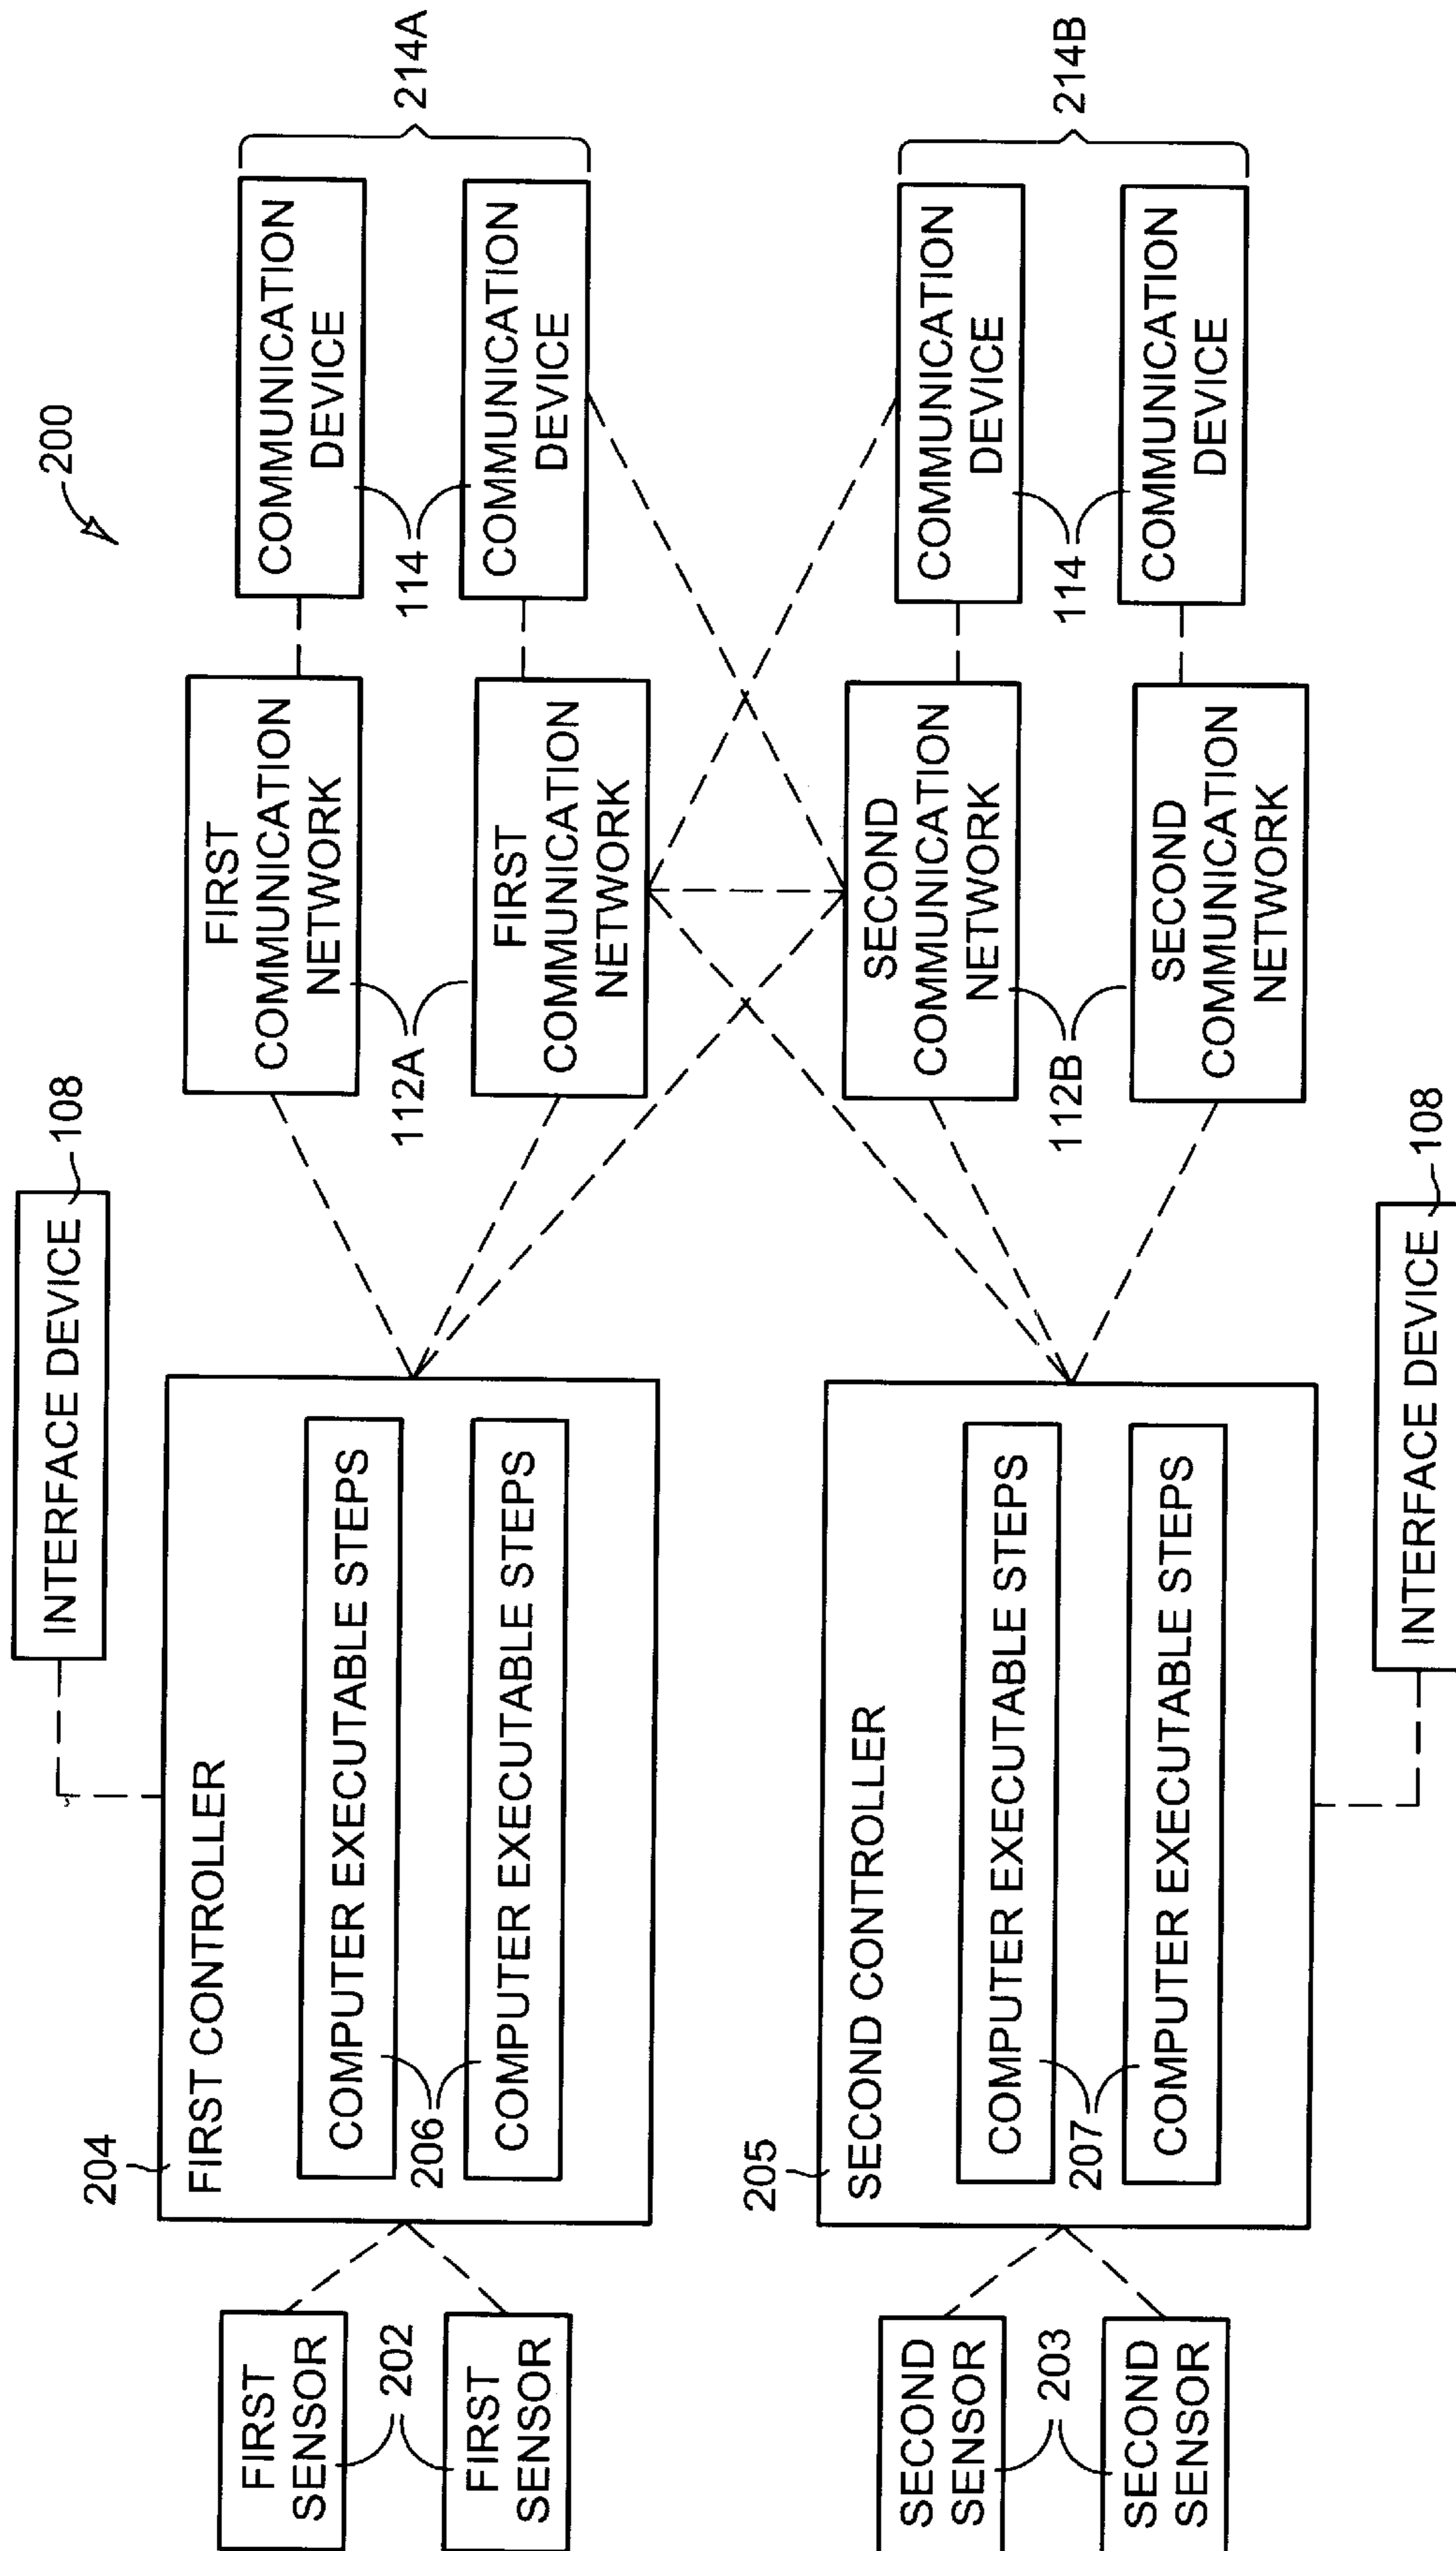 200
INTERFACE DEVICE
108
FIRST
SENSOR
202
FIRST
SENSOR
204
FIRST CONTROLLER
COMPUTER EXECUTABLE STEPS
206
COMPUTER EXECUTABLE STEPS
FIRST
COMMUNICATION
NETWORK
112A
FIRST
COMMUNICATION
NETWORK
COMMUNICATION
DEVICE
114
COMMUNICATION
DEVICE
214A
SECOND
SENSOR
203
SECOND
SENSOR
205
SECOND CONTROLLER
COMPUTER EXECUTABLE STEPS
207
COMPUTER EXECUTABLE STEPS
SECOND
COMMUNICATION
NETWORK
112B
SECOND
COMMUNICATION
NETWORK
COMMUNICATION
DEVICE
114
COMMUNICATION
DEVICE
214B
INTERFACE DEVICE
108